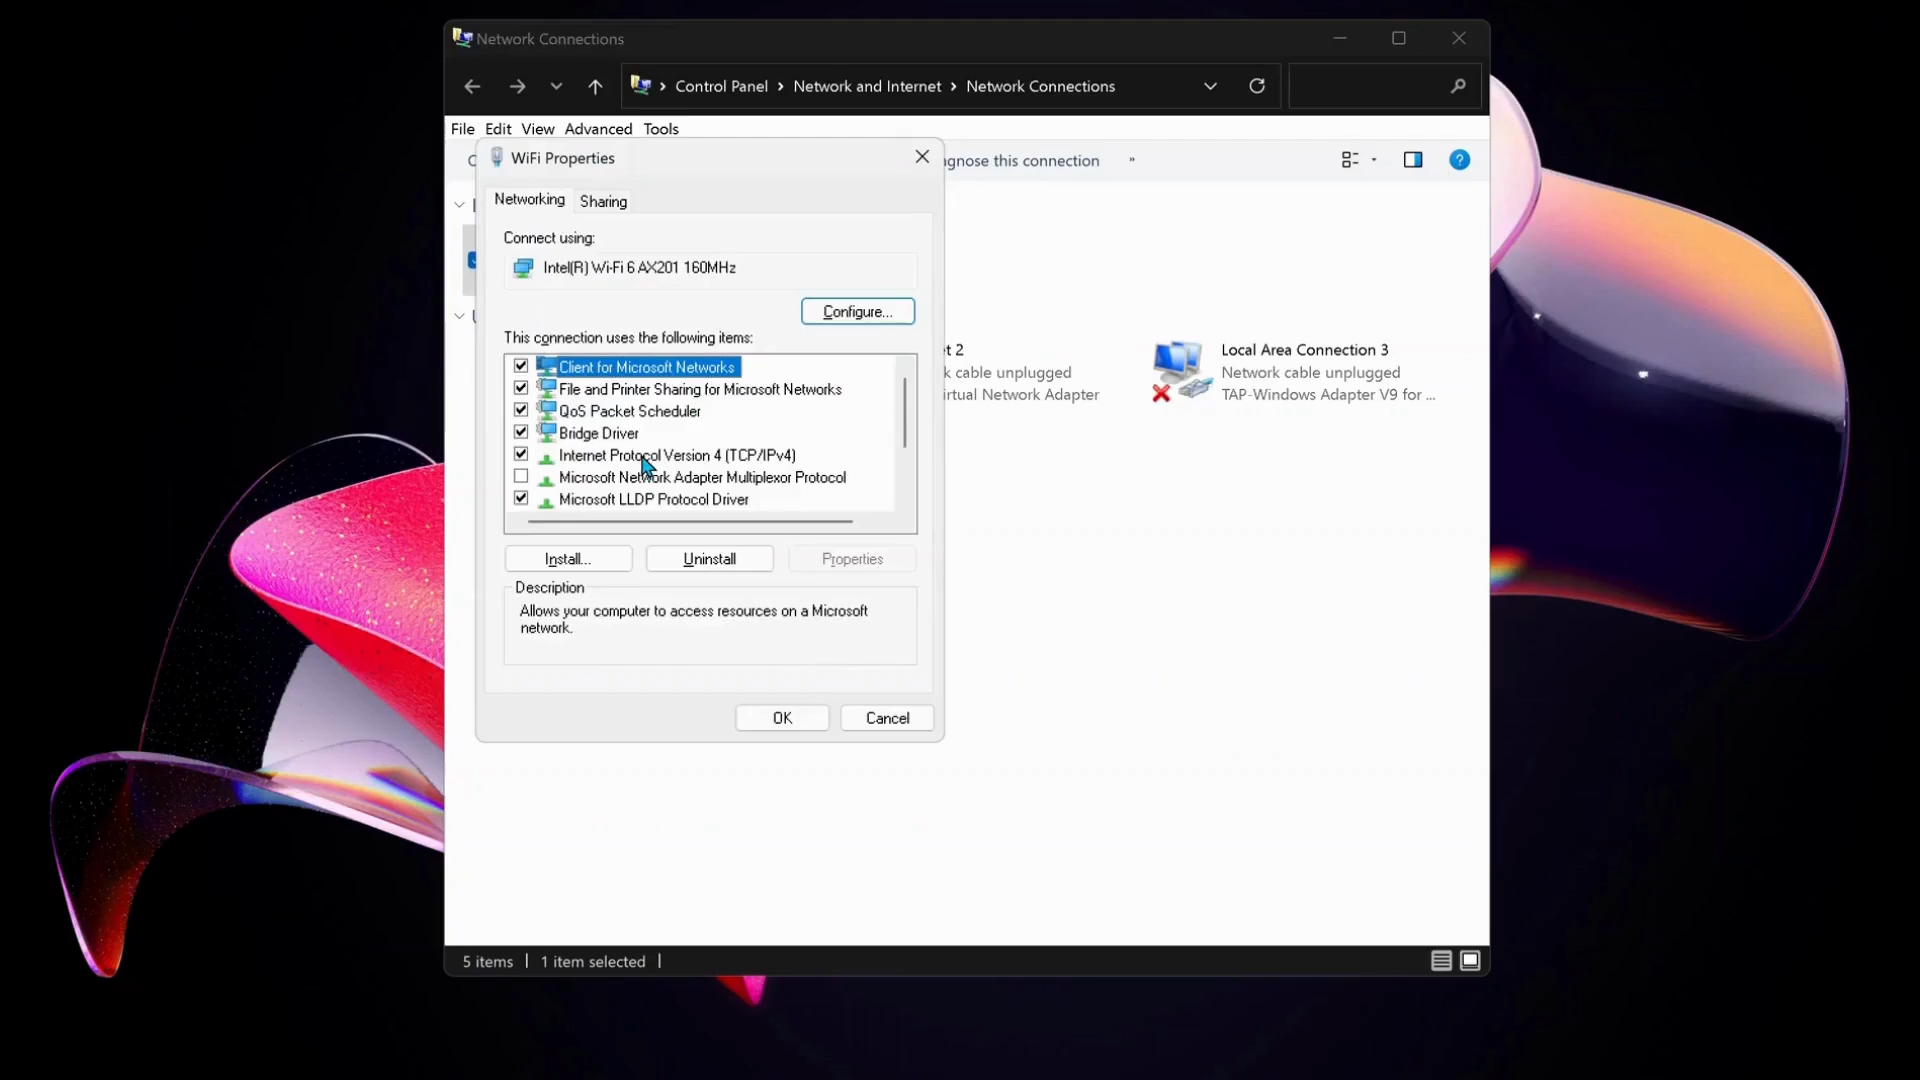 Network Connections
Control Panel > Network and Internet > Network Connections
File Edit View Advanced Tools
WiFi Properties
agnose this connection »
Networking Sharing
Connect using:
Intel(R) Wi-Fi 6 AX201 160MHz
Configure...
This connection uses the following items:
Client for Microsoft Networks
File and Printer Sharing for Microsoft Networks
QoS Packet Scheduler
Bridge Driver
Internet Protocol Version 4 (TCP/IPv4)
Microsoft Network Adapter Multiplexor Protocol
Microsoft LLDP Protocol Driver
Install... Uninstall Properties
Description
Allows your computer to access resources on a Microsoft
network.
OK Cancel
et 2
k cable unplugged
irtual Network Adapter
Local Area Connection 3
Network cable unplugged
TAP-Windows Adapter V9 for ...
5 items | 1 item selected |